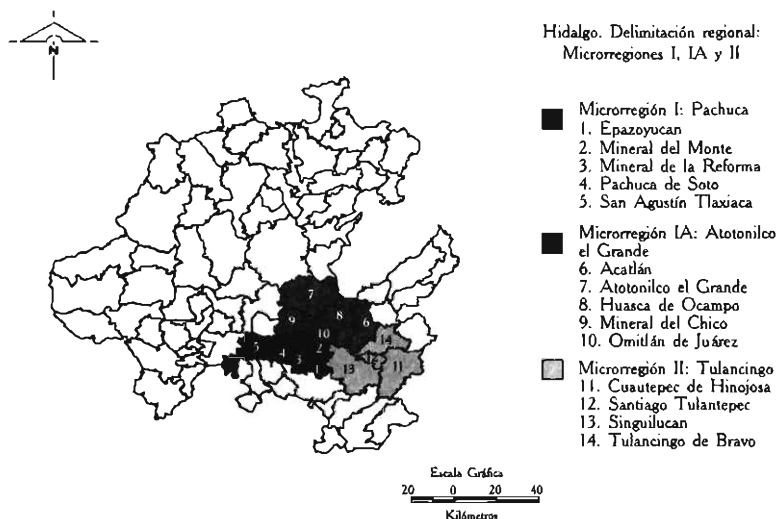 N
Hidalgo. Delimitación regional:
Microrregiones I, IA y II
Microrregión I: Pachuca
1. Epazoyucan
2. Mineral del Monte
3. Mineral de la Reforma
4. Pachuca de Soto
5. San Agustín Tlaxiaca
Microrregión IA: Atotonilco
el Grande
6. Acatlán
7. Atotonilco el Grande
8. Huasca de Ocampo
9. Mineral del Chico
10. Omitlán de Juárez
Microrregión II: Tulancingo
11. Cuautepec de Hinojosa
12. Santiago Tulantepec
13. Singuilucan
14. Tulancingo de Bravo
7
8
9
6
10
14
5
2
4
12
3
11
1
13
Escala Gráfica
20 0 20 40
Kilómetros